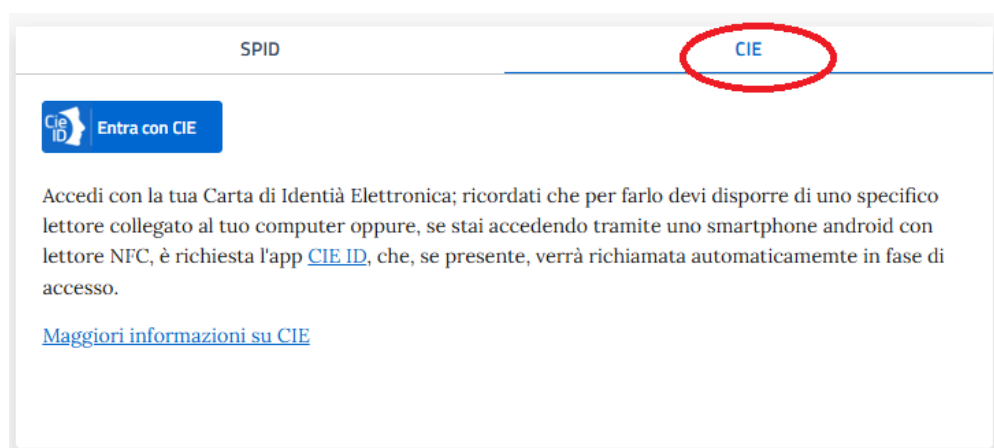 SPID
CIE
Cie ID Entra con CIE
Accedi con la tua Carta di Identià Elettronica; ricordati che per farlo devi disporre di uno specifico
lettore collegato al tuo computer oppure, se stai accedendo tramite uno smartphone android con
lettore NFC, è richiesta l'app CIE ID, che, se presente, verrà richiamata automaticamemte in fase di
accesso.
Maggiori informazioni su CIE